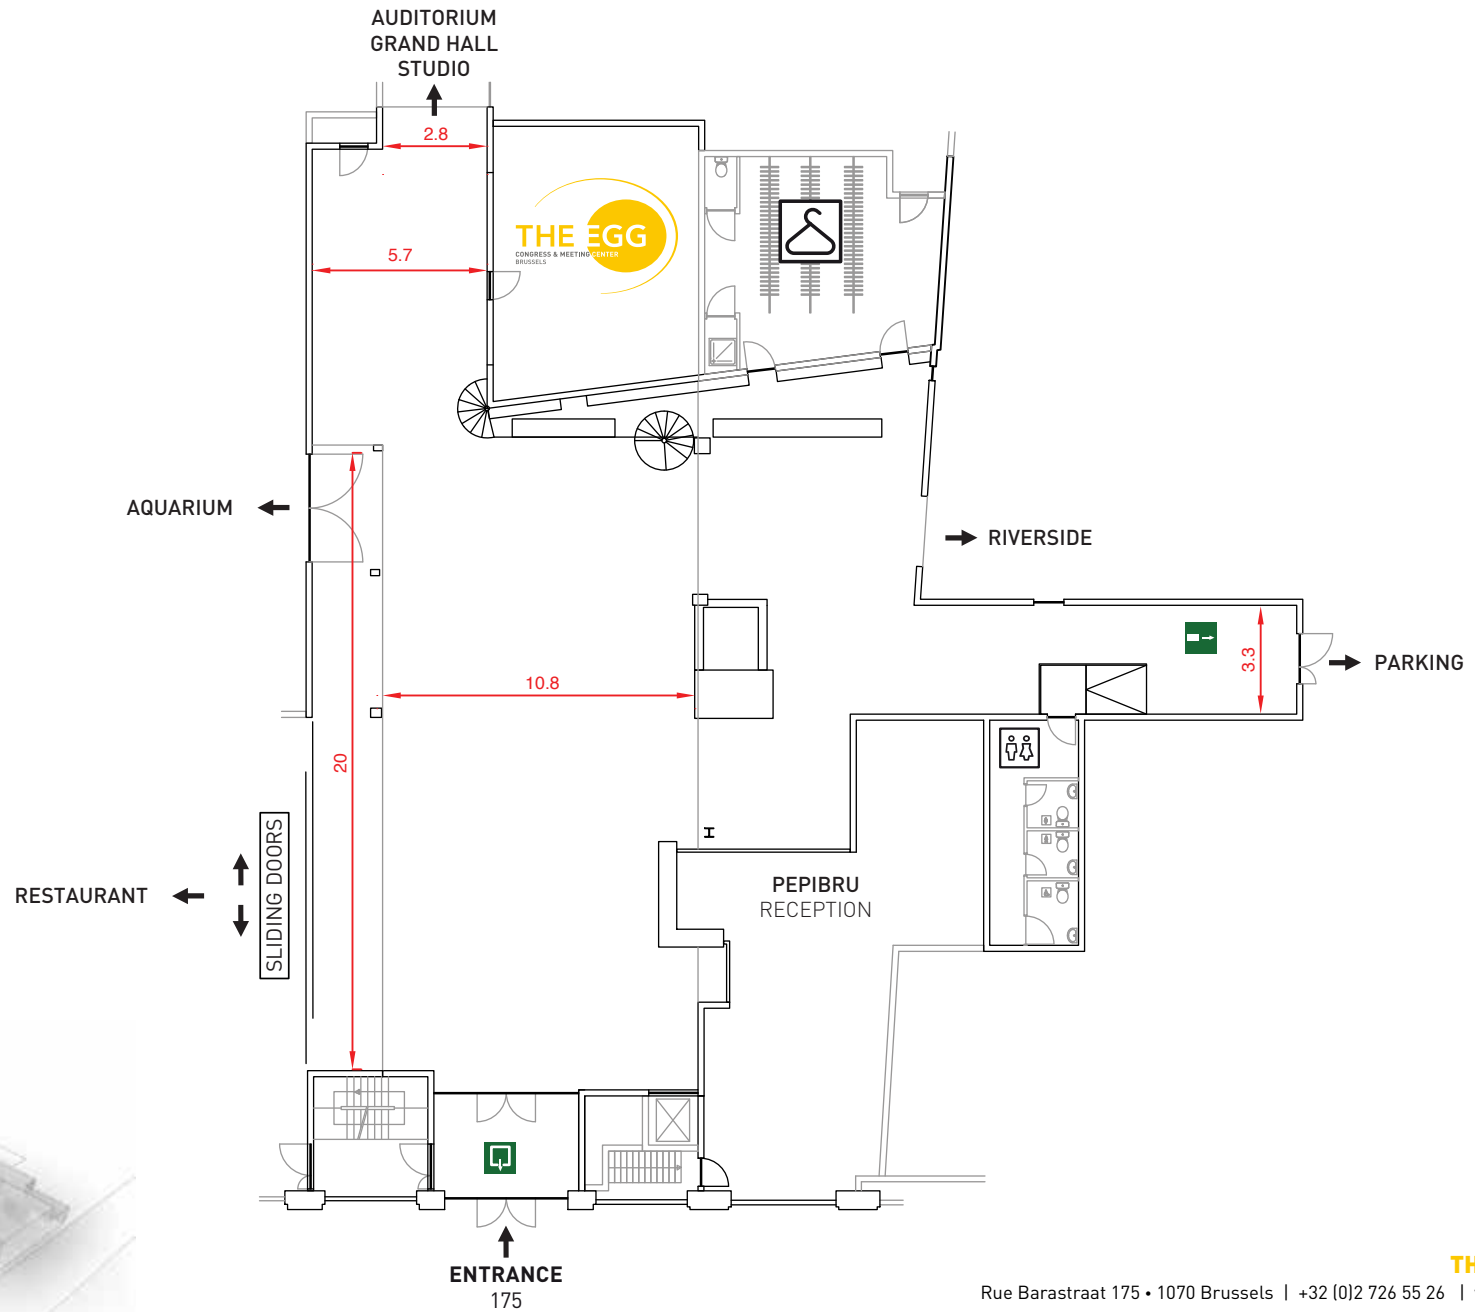 AUDITORIUM
GRAND HALL
STUDIO
2.8
THE EGG
CONGRESS & MEETING CENTER
BRUSSELS
5.7
AQUARIUM
RIVERSIDE
3.3
PARKING
10.8
20
SLIDING DOORS
RESTAURANT
PEPIBRU
RECEPTION
ENTRANCE
175
TH
Rue Barastraat 175 • 1070 Brussels | +32 (0)2 726 55 26 |